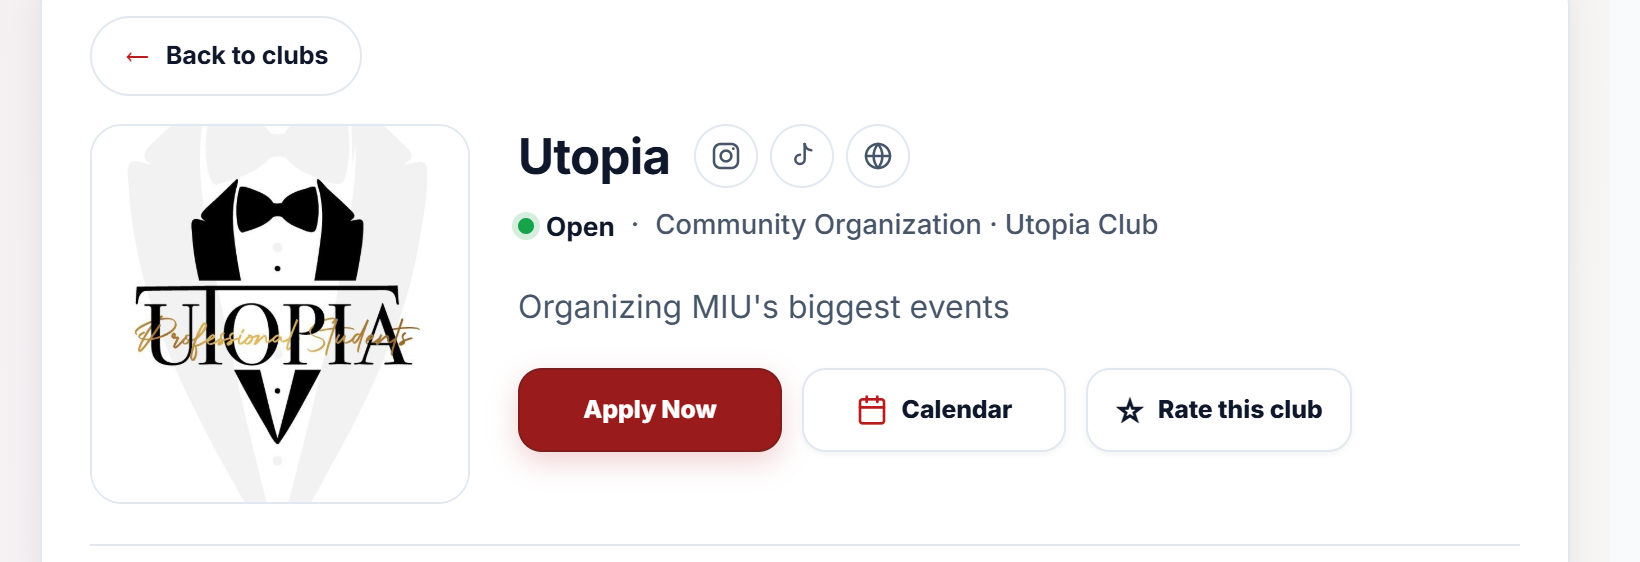 ← Back to clubs
UTOPIA
Professional Students
Utopia
Open · Community Organization · Utopia Club
Organizing MIU's biggest events
Apply Now
Calendar
Rate this club